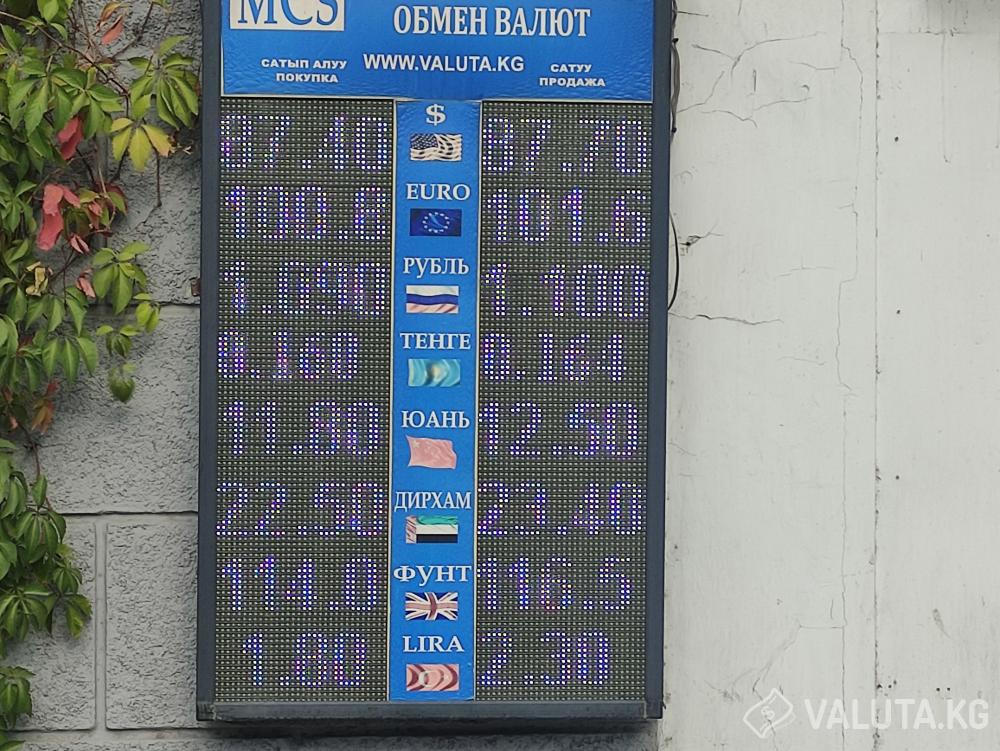 MCS
ОБМЕН ВАЛЮТ
САТЫП АЛУУ
ПОКУПКА
WWW.VALUTA.KG
САТУУ
ПРОДАЖА
87.40 $ 87.70
100.8 EURO 101.6
1.090 РУБЛЬ 1.100
0.160 ТЕНГЕ 0.164
11.80 ЮАНЬ 12.50
22.50 ДИРХАМ 23.40
114.0 ФУНТ 116.5
1.80 LIRA 2.30
VALUTA.KG